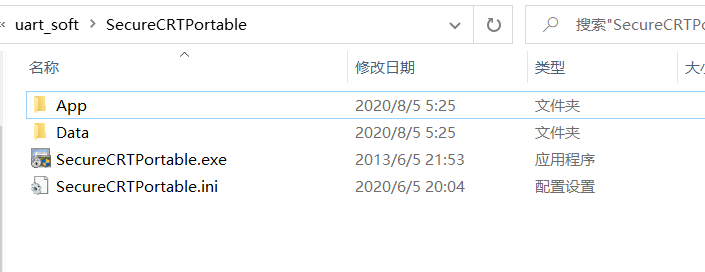 « uart_soft > SecureCRTPortable 搜索"SecureCRTPo
名称 修改日期 类型 大小
App 2020/8/5 5:25 文件夹
Data 2020/8/5 5:25 文件夹
SecureCRTPortable.exe 2013/6/5 21:53 应用程序
SecureCRTPortable.ini 2020/6/5 20:04 配置设置